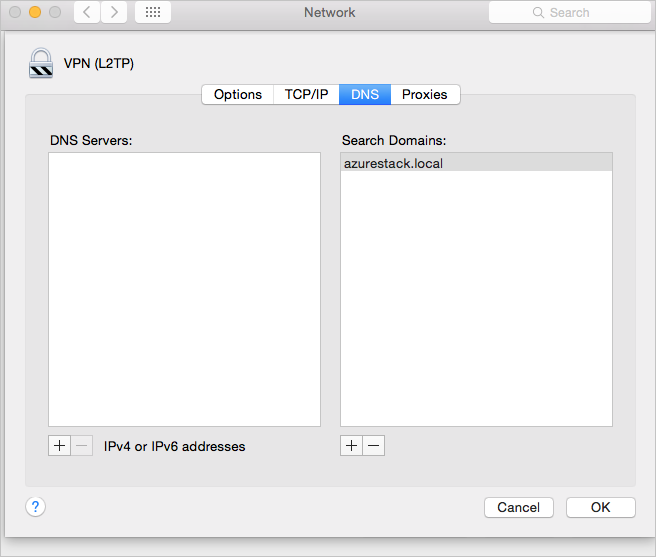 Network
Search
VPN (L2TP)
Options TCP/IP DNS Proxies
DNS Servers:
Search Domains:
azurestack.local
+ − IPv4 or IPv6 addresses
+ −
? Cancel OK